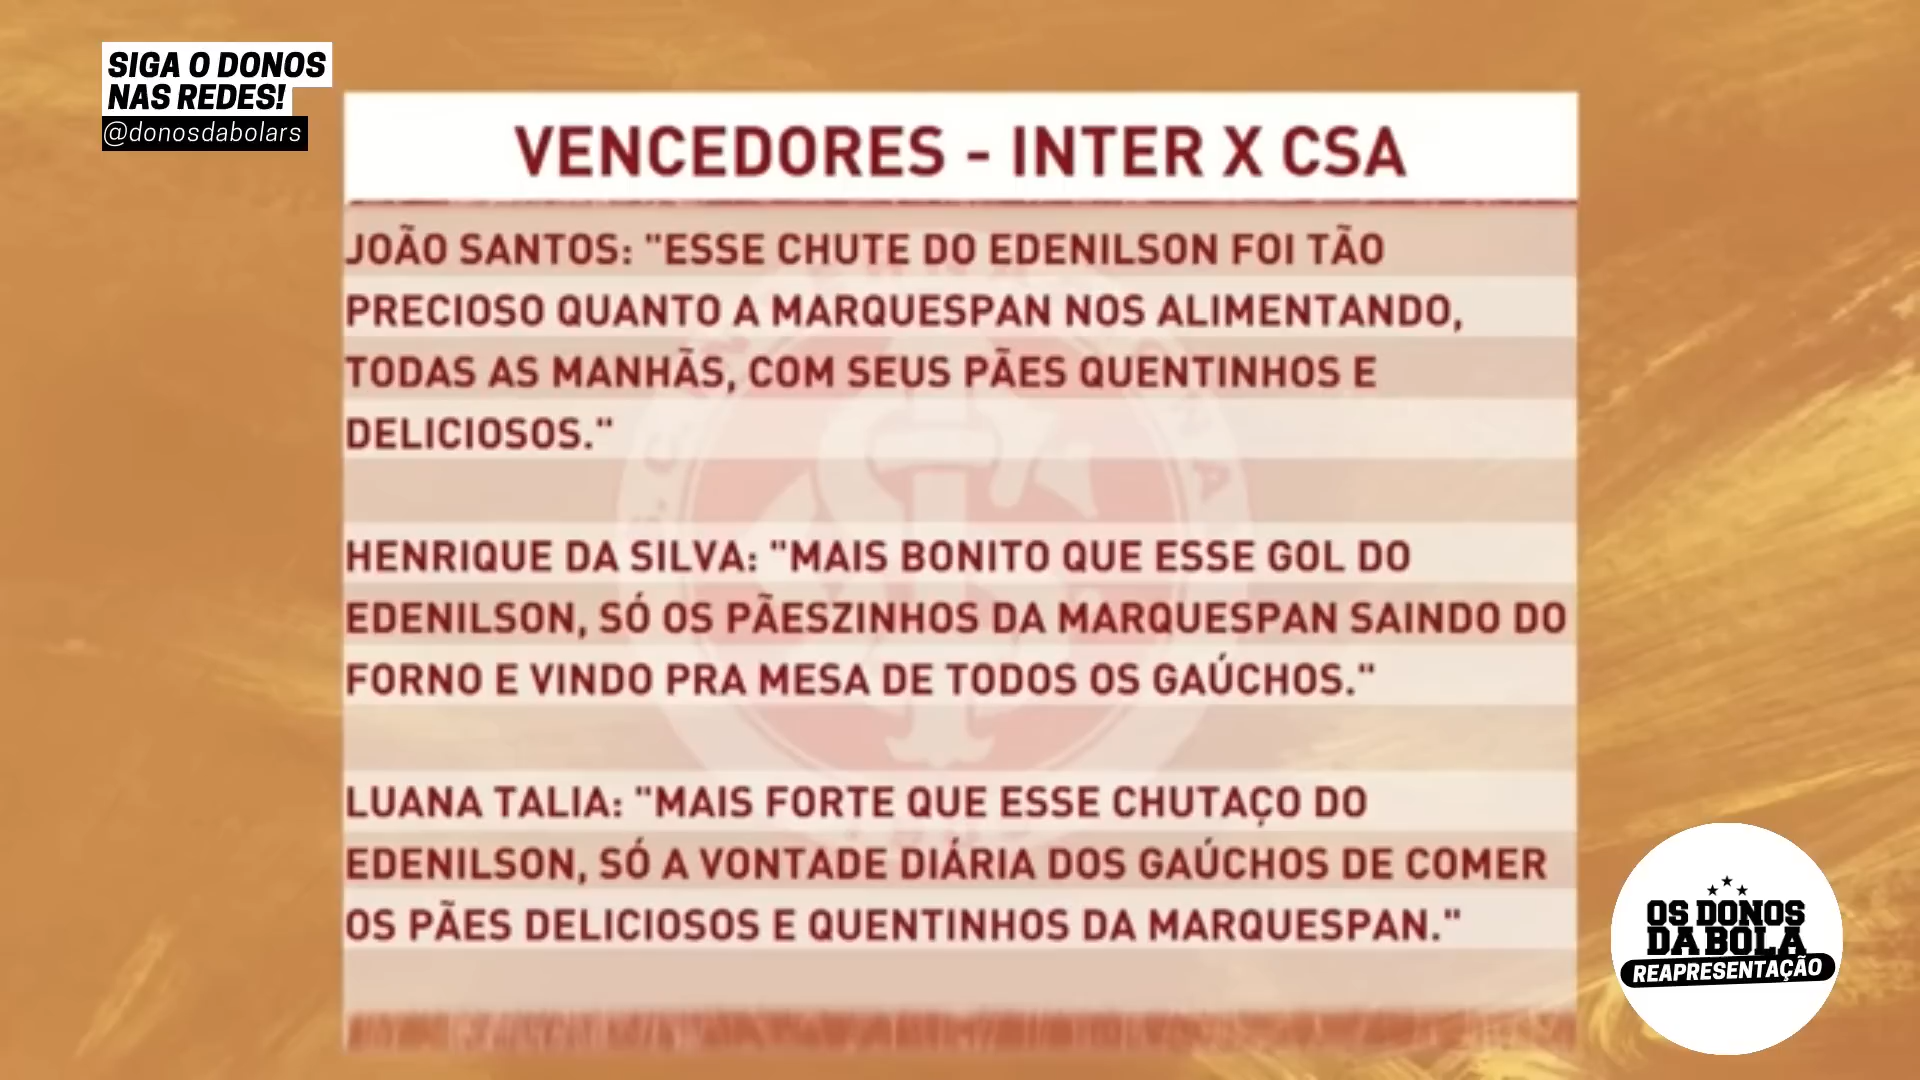 SIGA O DONOS
NAS REDES!
@donosdabolars
VENCEDORES - INTER X CSA
JOÃO SANTOS: "ESSE CHUTE DO EDENILSON FOI TÃO
PRECIOSO QUANTO A MARQUESPAN NOS ALIMENTANDO,
TODAS AS MANHÃS, COM SEUS PÃES QUENTINHOS E
DELICIOSOS."
HENRIQUE DA SILVA: "MAIS BONITO QUE ESSE GOL DO
EDENILSON, SÓ OS PÃESZINHOS DA MARQUESPAN SAINDO DO
FORNO E VINDO PRA MESA DE TODOS OS GAÚCHOS."
LUANA TALIA: "MAIS FORTE QUE ESSE CHUTAÇO DO
EDENILSON, SÓ A VONTADE DIÁRIA DOS GAÚCHOS DE COMER
OS PÃES DELICIOSOS E QUENTINHOS DA MARQUESPAN."
OS DONOS
DA BOLA
REAPRESENTAÇÃO